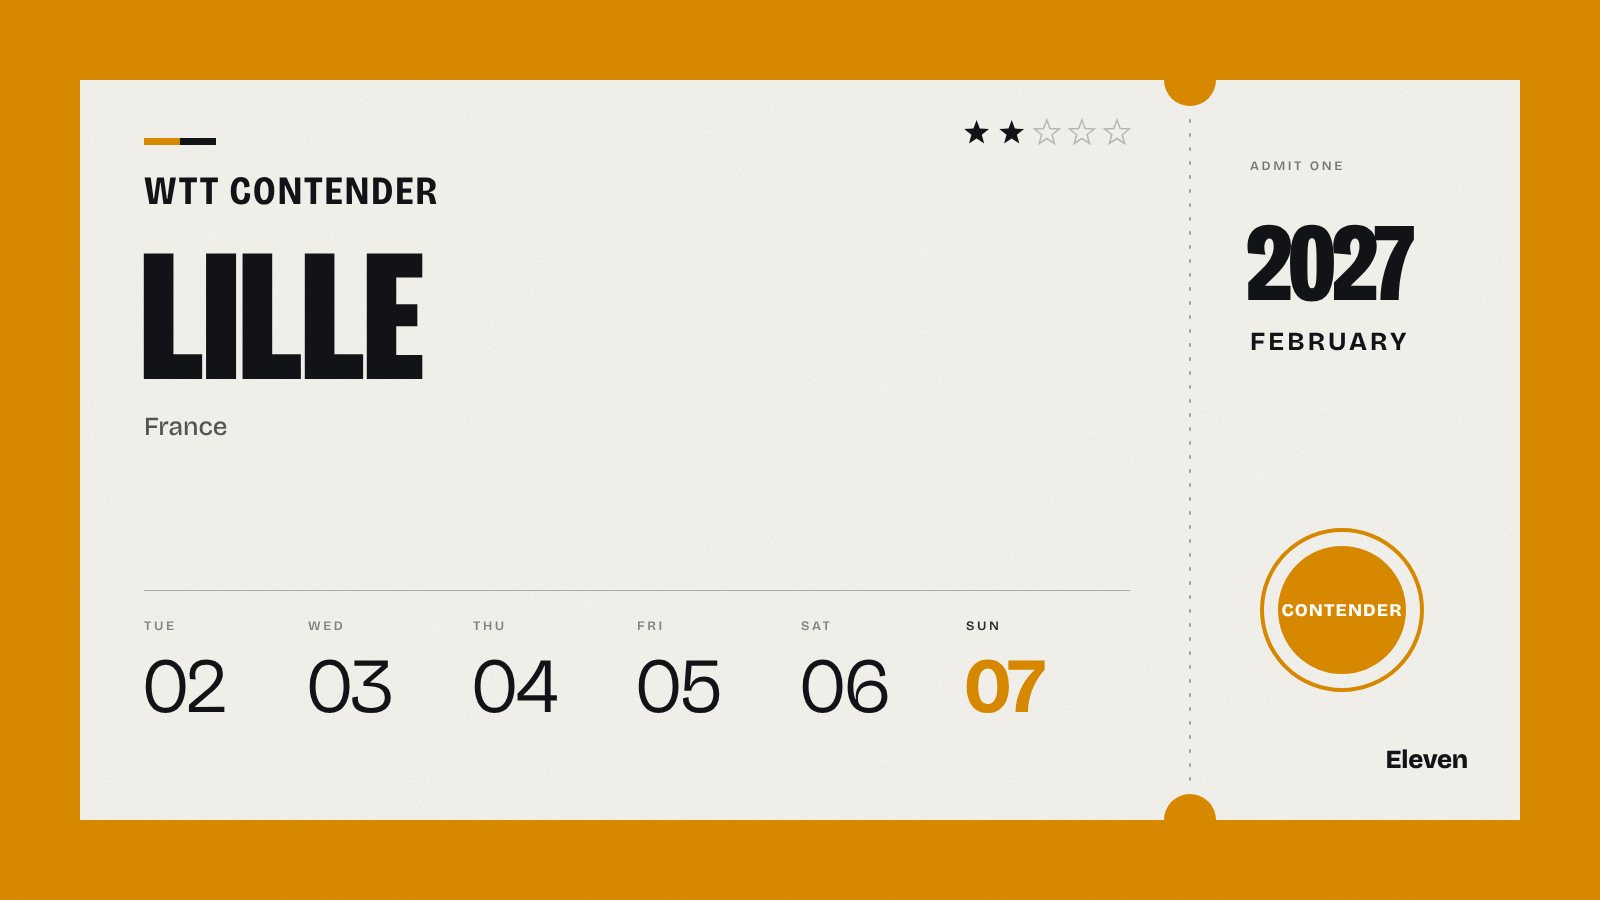 WTT CONTENDER
LILLE
France
TUE WED THU FRI SAT SUN
02 03 04 05 06 07
ADMIT ONE
2027
FEBRUARY
CONTENDER
Eleven